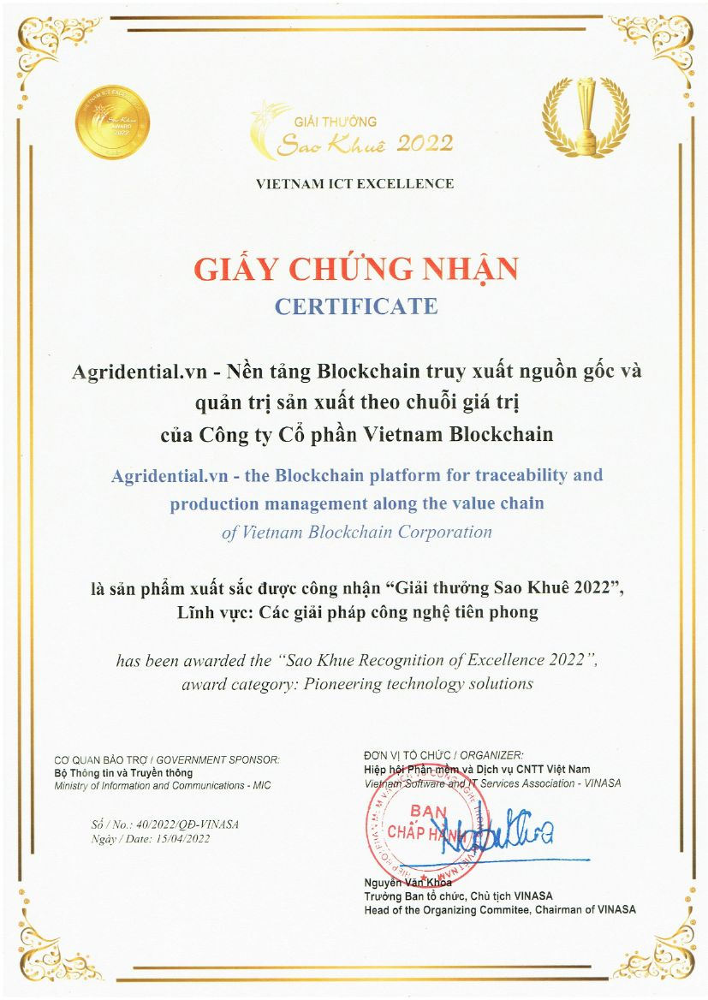 VIETNAM ICT EXCELLENCE
Sao Khuê
AWARD
2022
GIẢI THƯỞNG
Sao Khuê 2022
VIETNAM ICT EXCELLENCE
GIẤY CHỨNG NHẬN
CERTIFICATE
Agridential.vn - Nền tảng Blockchain truy xuất nguồn gốc và
quản trị sản xuất theo chuỗi giá trị
của Công ty Cổ phần Vietnam Blockchain
Agridential.vn - the Blockchain platform for traceability and
production management along the value chain
of Vietnam Blockchain Corporation
là sản phẩm xuất sắc được công nhận “Giải thưởng Sao Khuê 2022”,
Lĩnh vực: Các giải pháp công nghệ tiên phong
has been awarded the “Sao Khue Recognition of Excellence 2022”,
award category: Pioneering technology solutions
CƠ QUAN BẢO TRỢ / GOVERNMENT SPONSOR:
Bộ Thông tin và Truyền thông
Ministry of Information and Communications - MIC
Số / No.: 40/2022/QĐ-VINASA
Ngày / Date: 15/04/2022
ĐƠN VỊ TỔ CHỨC / ORGANIZER:
Hiệp hội Phần mềm và Dịch vụ CNTT Việt Nam
Vietnam Software and IT Services Association - VINASA
BAN
CHẤP HÀNH
Nguyễn Văn Khoa
Trưởng Ban tổ chức, Chủ tịch VINASA
Head of the Organizing Commitee, Chairman of VINASA